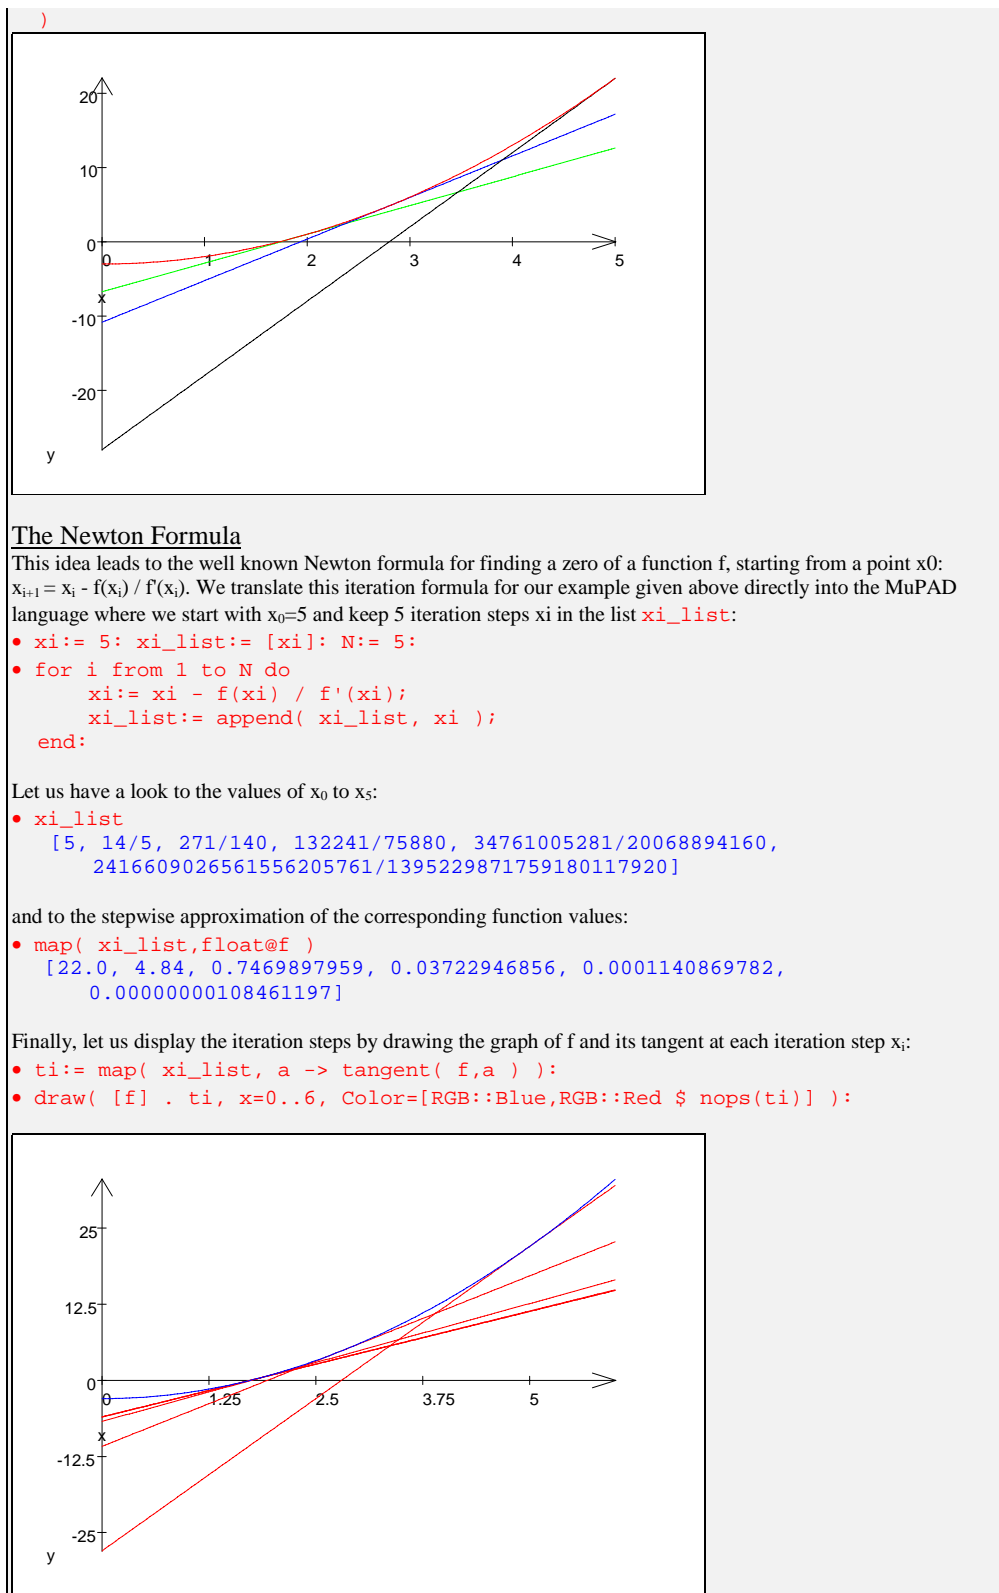 )
20
10
0
0 1 2 3 4 5
x
-10
-20
y
The Newton Formula
This idea leads to the well known Newton formula for finding a zero of a function f, starting from a point x0:
xi+1 = xi - f(xi) / f'(xi). We translate this iteration formula for our example given above directly into the MuPAD
language where we start with x0=5 and keep 5 iteration steps xi in the list xi_list:
• xi:= 5: xi_list:= [xi]: N:= 5:
• for i from 1 to N do
xi:= xi - f(xi) / f'(xi);
xi_list:= append( xi_list, xi );
end:
Let us have a look to the values of x0 to x5:
• xi_list
[5, 14/5, 271/140, 132241/75880, 34761005281/20068894160,
2416609026561556205761/1395229871759180117920]
and to the stepwise approximation of the corresponding function values:
• map( xi_list,float@f )
[22.0, 4.84, 0.7469897959, 0.03722946856, 0.0001140869782,
0.00000000108461197]
Finally, let us display the iteration steps by drawing the graph of f and its tangent at each iteration step xi:
• ti:= map( xi_list, a -> tangent( f,a ) ):
• draw( [f] . ti, x=0..6, Color=[RGB::Blue,RGB::Red $ nops(ti)] ):
25
12.5
0
0 1.25 2.5 3.75 5
x
-12.5
-25
y